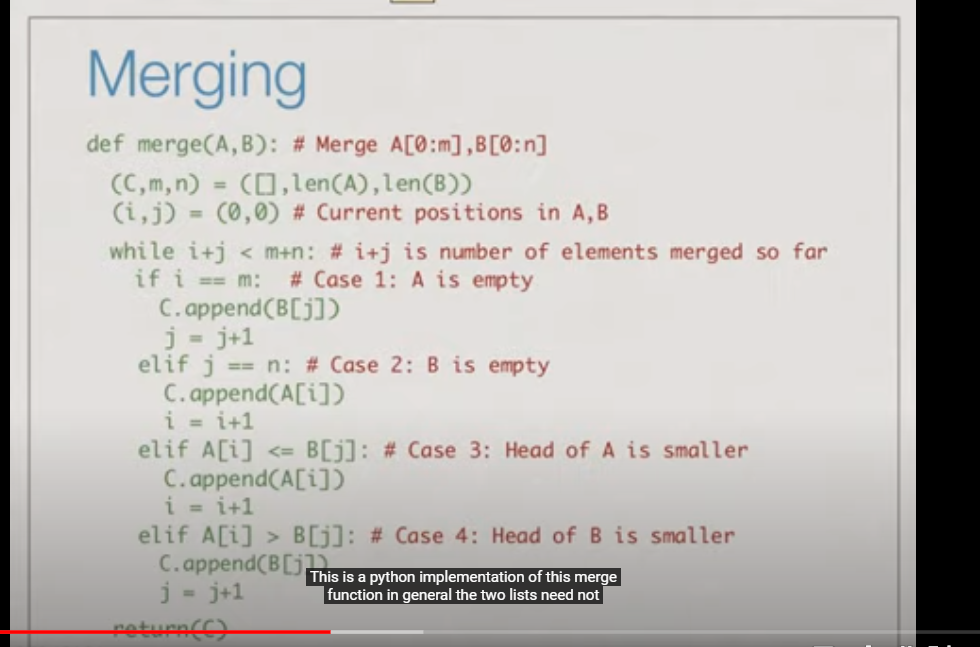 Merging
def merge(A,B): # Merge A[0:m],B[0:n]
(C,m,n) = ([],len(A),len(B))
(i,j) = (0,0) # Current positions in A,B
while i+j < m+n: # i+j is number of elements merged so far
if i == m: # Case 1: A is empty
C.append(B[j])
j = j+1
elif j == n: # Case 2: B is empty
C.append(A[i])
i = i+1
elif A[i] <= B[j]: # Case 3: Head of A is smaller
C.append(A[i])
i = i+1
elif A[i] > B[j]: # Case 4: Head of B is smaller
C.append(B[j])
j = j+1
return(C)
This is a python implementation of this merge
function in general the two lists need not